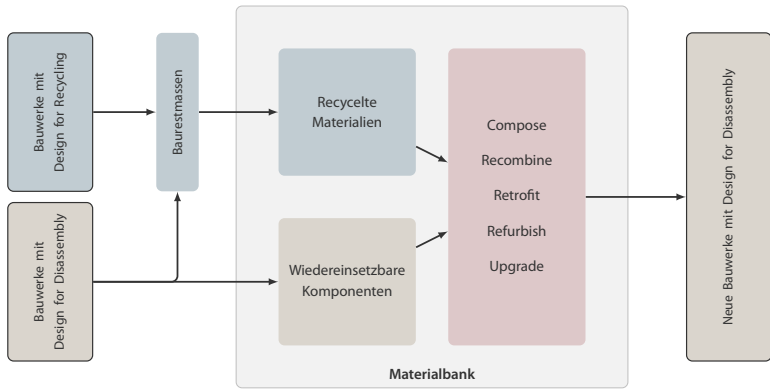 Bauwerke mit
Design for Recycling
Bauwerke mit
Design for Disassembly
Baurestmassen
Recycelte
Materialien
Wiedereinsetzbare
Komponenten
Compose
Recombine
Retrofit
Refurbish
Upgrade
Materialbank
Neue Bauwerke mit Design for Disassembly